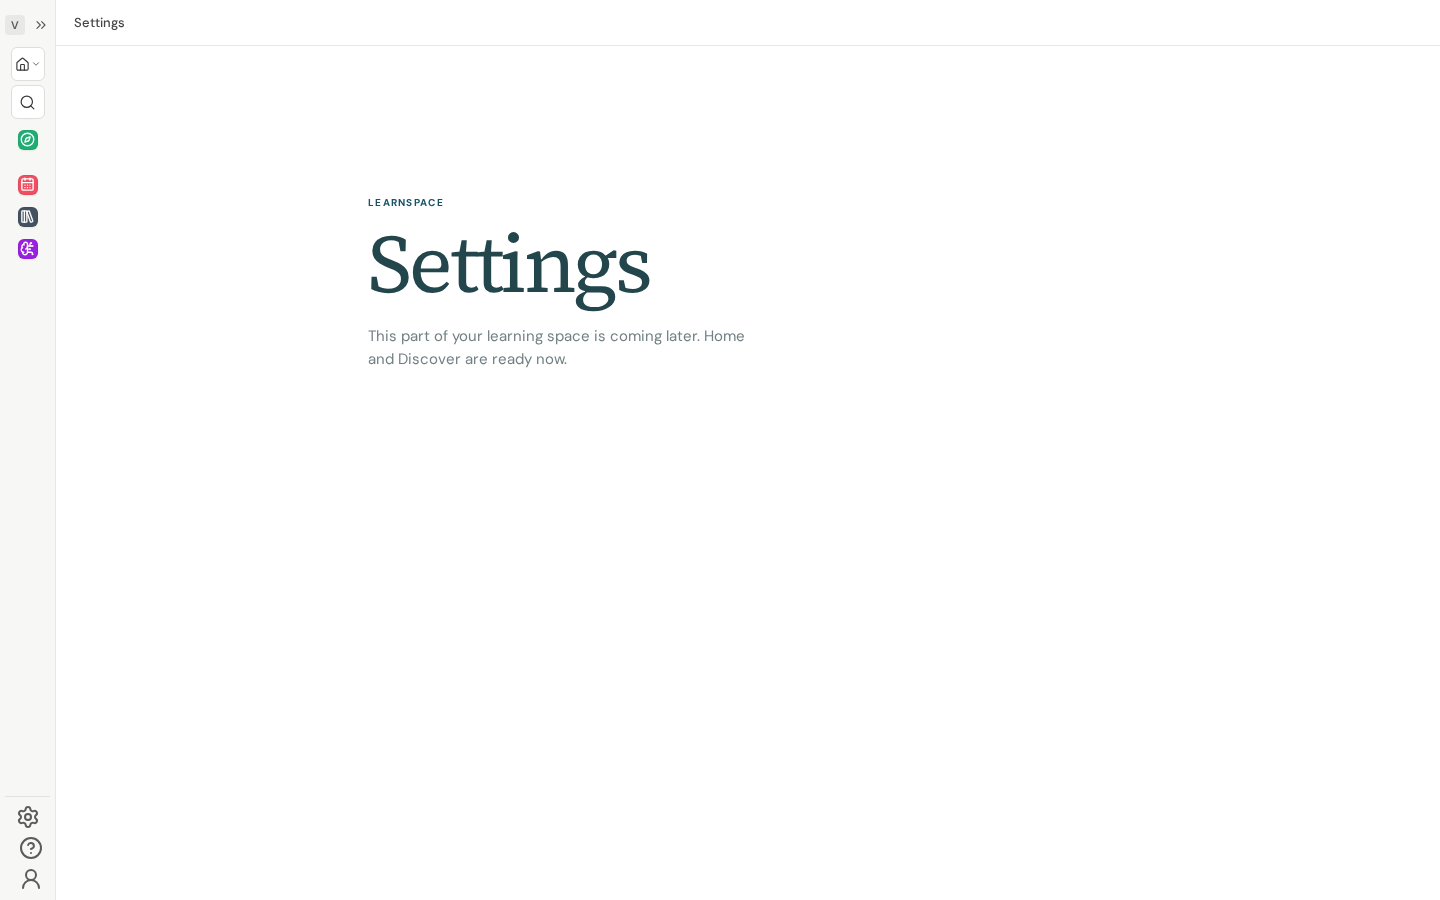 V
Settings
LEARNSPACE
Settings
This part of your learning space is coming later. Home
and Discover are ready now.